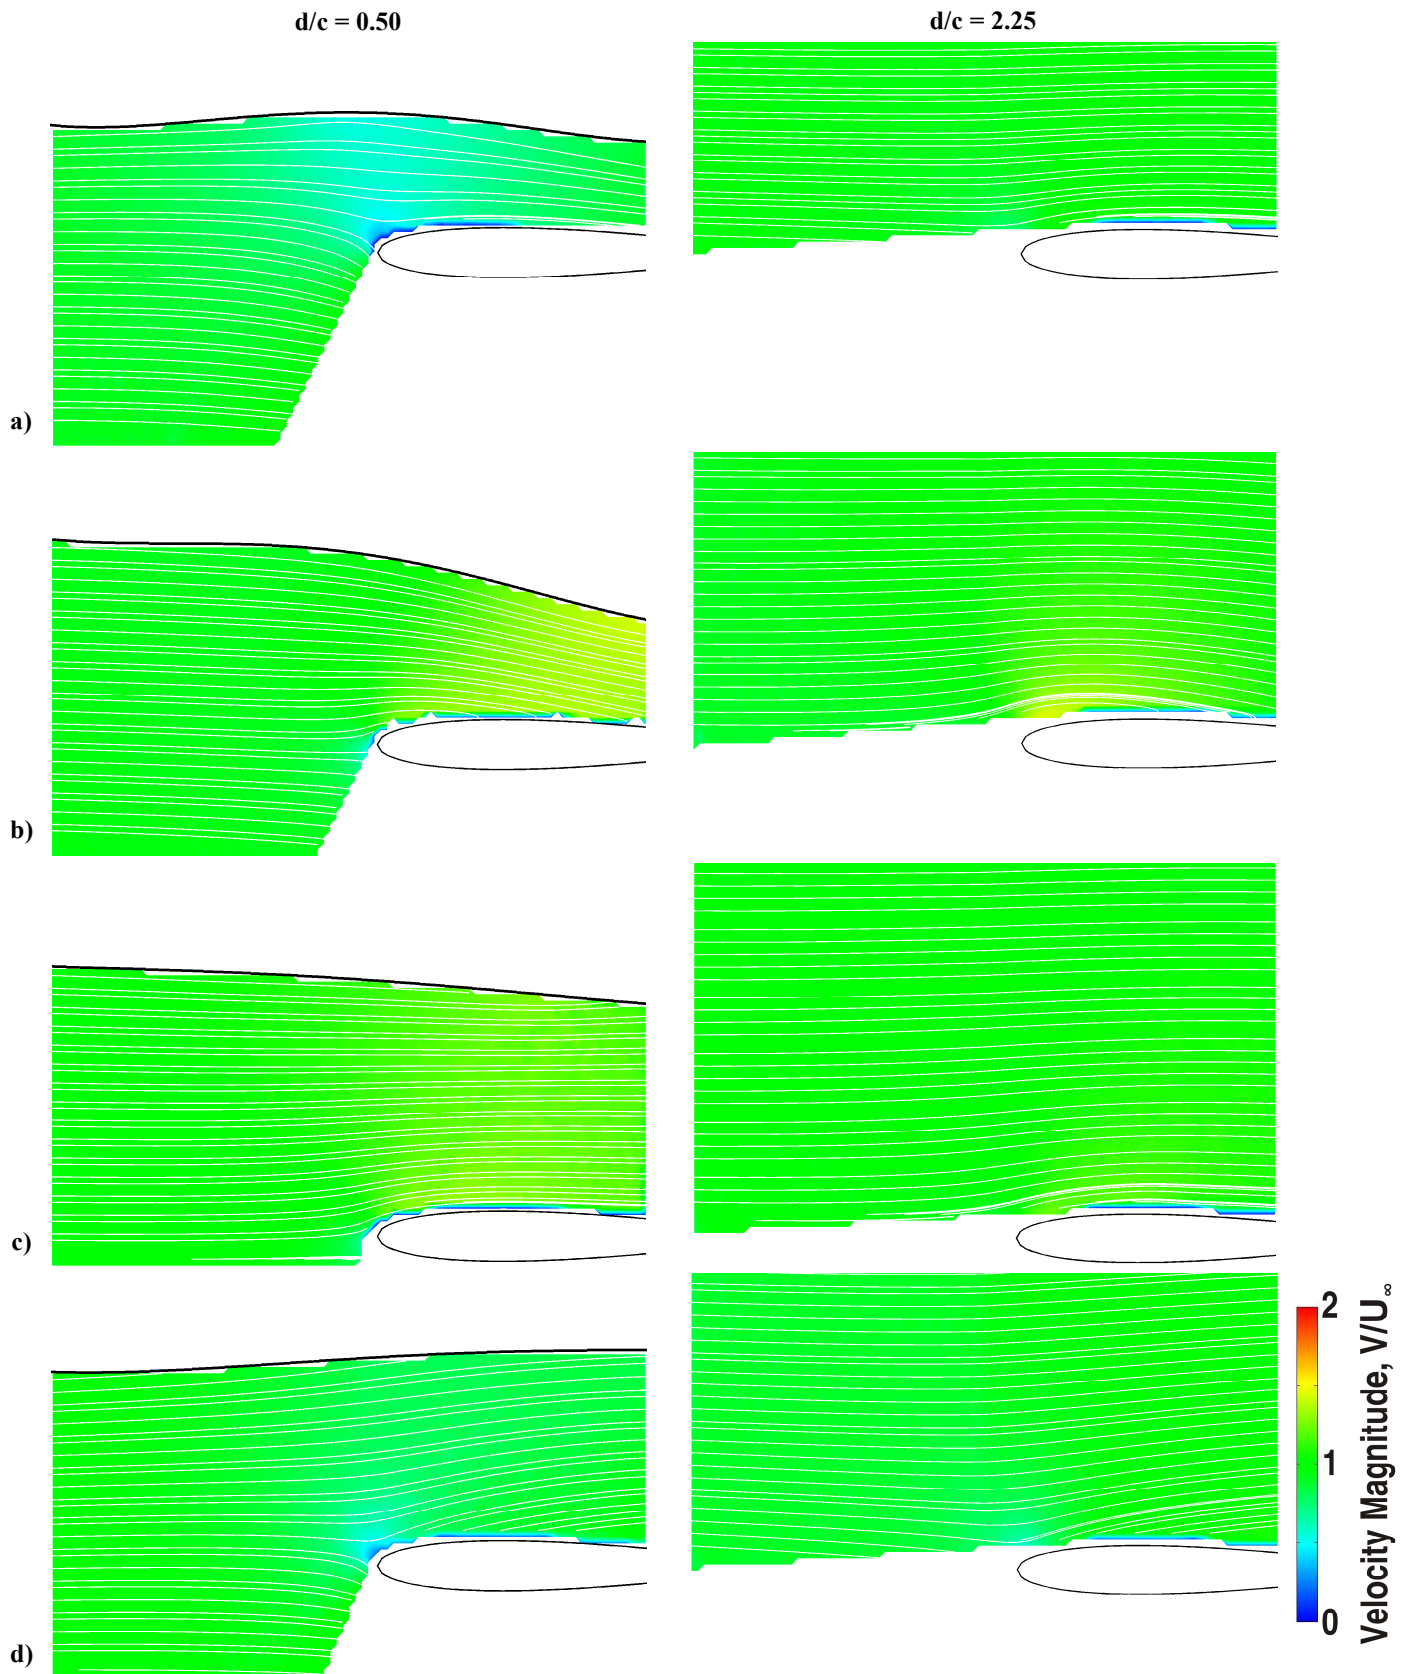 d/c = 0.50
d/c = 2.25
a)
b)
c)
d)
2
1
0
Velocity Magnitude, V/U∞